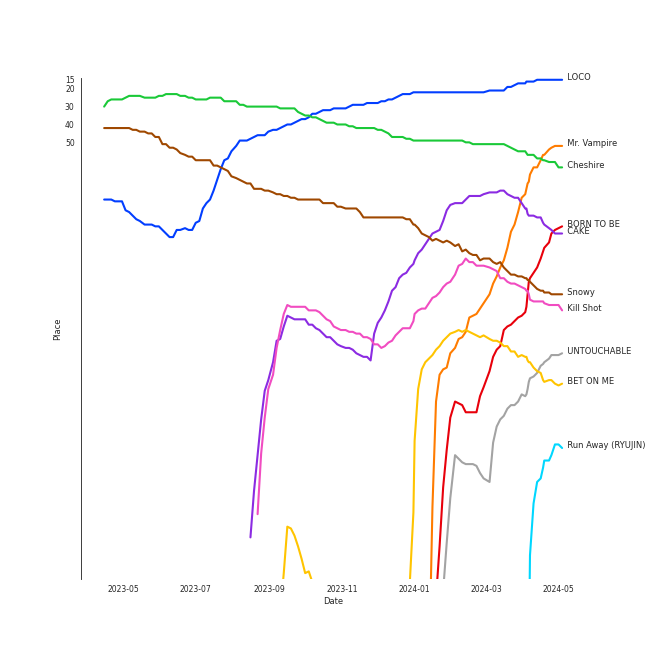 15
20
30
40
50
Place
LOCO
Mr. Vampire
Cheshire
BORN TO BE
CAKE
Snowy
Kill Shot
UNTOUCHABLE
BET ON ME
Run Away (RYUJIN)
2023-05
2023-07
2023-09
2023-11
2024-01
2024-03
2024-05
Date